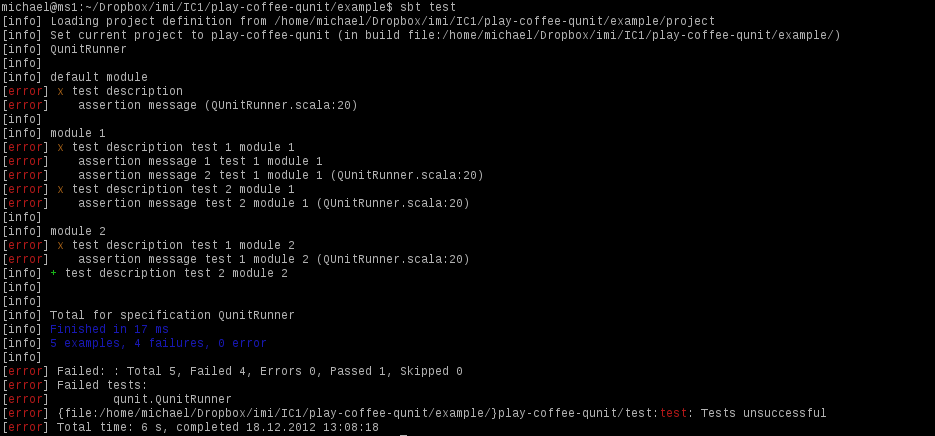 michael@ms1:~/Dropbox/imi/IC1/play-coffee-qunit/example$ sbt test
[info] Loading project definition from /home/michael/Dropbox/imi/IC1/play-coffee-qunit/example/project
[info] Set current project to play-coffee-qunit (in build file:/home/michael/Dropbox/imi/IC1/play-coffee-qunit/example/)
[info] QunitRunner
[info]
[info] default module
[error] x test description
[error]    assertion message (QUnitRunner.scala:20)
[info]
[info] module 1
[error] x test description test 1 module 1
[error]    assertion message 1 test 1 module 1
[error]    assertion message 2 test 1 module 1 (QUnitRunner.scala:20)
[error] x test description test 2 module 1
[error]    assertion message test 2 module 1 (QUnitRunner.scala:20)
[info]
[info] module 2
[error] x test description test 1 module 2
[error]    assertion message test 1 module 2 (QUnitRunner.scala:20)
[info] + test description test 2 module 2
[info]
[info]
[info] Total for specification QunitRunner
[info] Finished in 17 ms
[info] 5 examples, 4 failures, 0 error
[info]
[error] Failed: : Total 5, Failed 4, Errors 0, Passed 1, Skipped 0
[error] Failed tests:
[error]         qunit.QunitRunner
[error] {file:/home/michael/Dropbox/imi/IC1/play-coffee-qunit/example/}play-coffee-qunit/test:test: Tests unsuccessful
[error] Total time: 6 s, completed 18.12.2012 13:08:18